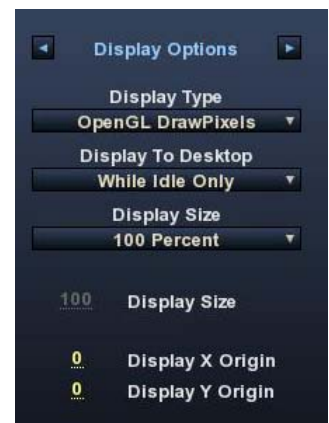 Display Options
Display Type
OpenGL DrawPixels
Display To Desktop
While Idle Only
Display Size
100 Percent
100 Display Size
0 Display X Origin
0 Display Y Origin